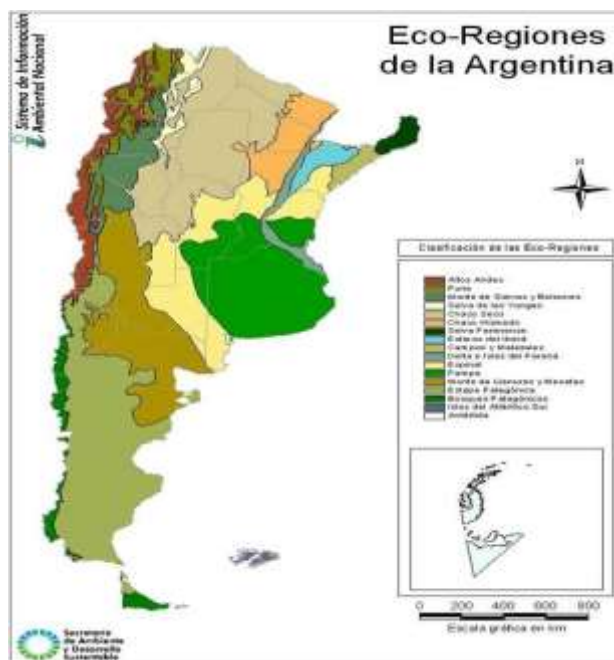 Sistema de Información
Ambiental Nacional
Eco-Regiones
de la Argentina
N
Clasificación de las Eco-Regiones
Altos Andes
Puna
Monte de Sierras y Bolsones
Selva de las Yungas
Chaco Seco
Chaco Húmedo
Selva Paranense
Esteros del Iberá
Campos y Malezales
Delta e Islas del Paraná
Espinal
Pampa
Monte de Llanuras y Mesetas
Estepa Patagónica
Bosques Patagónicos
Islas del Atlántico Sur
Antártida
0 200 400 600 800
Escala gráfica en km
Secretaría
de Ambiente
y Desarrollo
Sustentable